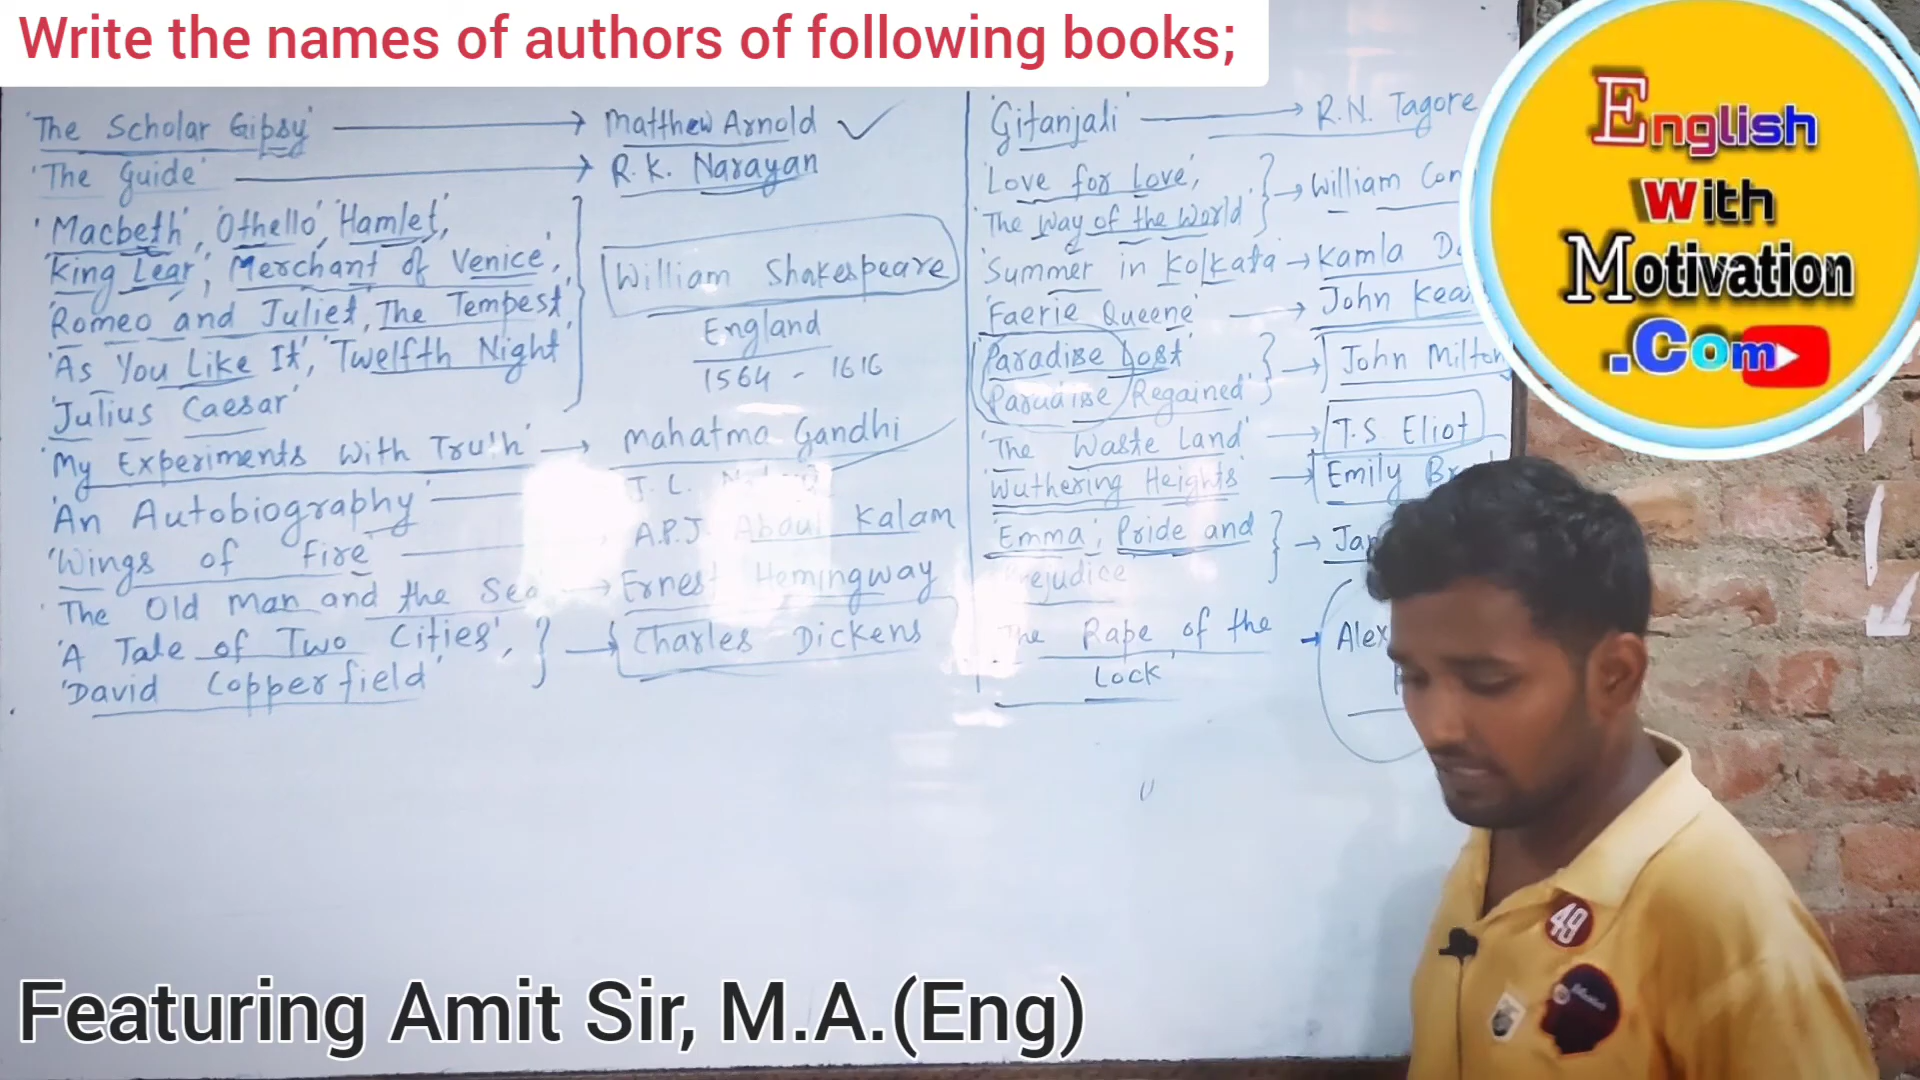 Write the names of authors of following books;
'The Scholar Gipsy' → Matthew Arnold ✓
'The Guide' → R. K. Narayan
'Macbeth', 'Othello', 'Hamlet',
'King Lear', 'Merchant of Venice',
'Romeo and Juliet, The Tempest'
'As You Like It', 'Twelfth Night'
'Julius Caesar'
William Shakespeare
England
1564 - 1616
'My Experiments With Truth' → Mahatma Gandhi
'An Autobiography' J. L.
'Wings of Fire' A.P.J. Abdul Kalam
'The Old Man and the Sea → Ernest Hemingway
'A Tale of Two Cities',
'David Copperfield'
→ Charles Dickens
'Gitanjali' → R.N. Tagore
'Love for Love',
'The Way of the World'
→ William Con
'Summer in Kolkata → Kamla D
'Faerie Queene' → John Kea
'Paradise Lost'
'Paradise Regained'
→ John Milton
'The Waste Land' → T.S Eliot
'Wuthering Heights' → Emily Br
'Emma', Pride and
Prejudice
→ Jan
The Rape of the → Alex
Lock'
English
With
Motivation
.Com
49
Featuring Amit Sir, M.A.(Eng)